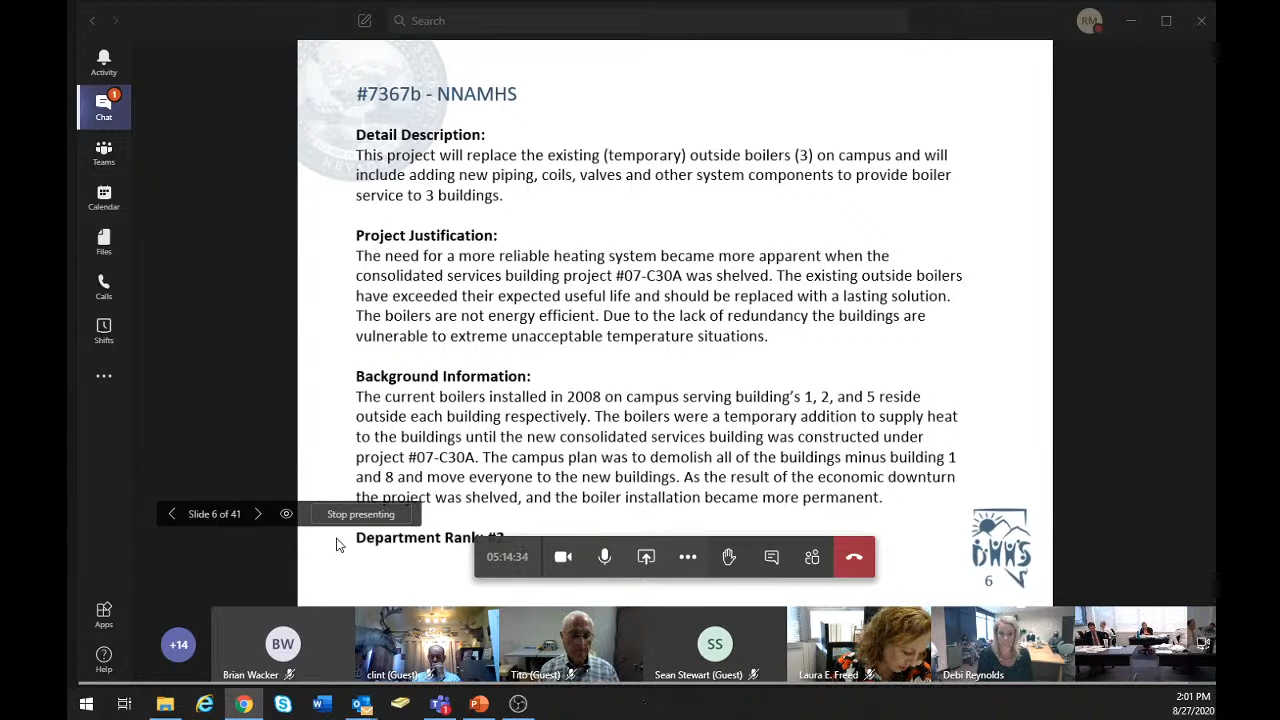 Search
RM
Activity
1
Chat
Teams
Calendar
Files
Calls
Shifts
Apps
Help
#7367b - NNAMHS
Detail Description:
This project will replace the existing (temporary) outside boilers (3) on campus and will
include adding new piping, coils, valves and other system components to provide boiler
service to 3 buildings.
Project Justification:
The need for a more reliable heating system became more apparent when the
consolidated services building project #07-C30A was shelved. The existing outside boilers
have exceeded their expected useful life and should be replaced with a lasting solution.
The boilers are not energy efficient. Due to the lack of redundancy the buildings are
vulnerable to extreme unacceptable temperature situations.
Background Information:
The current boilers installed in 2008 on campus serving building's 1, 2, and 5 reside
outside each building respectively. The boilers were a temporary addition to supply heat
to the buildings until the new consolidated services building was constructed under
project #07-C30A. The campus plan was to demolish all of the buildings minus building 1
and 8 and move everyone to the new buildings. As the result of the economic downturn
the project was shelved, and the boiler installation became more permanent.
Slide 6 of 41
Stop presenting
Department Rank: #2
05:14:34
DHHS
6
+14
BW
Brian Wacker
clint (Guest)
Tito (Guest)
SS
Sean Stewart (Guest)
Laura E. Freed
Debi Reynolds
2:01 PM
8/27/2020